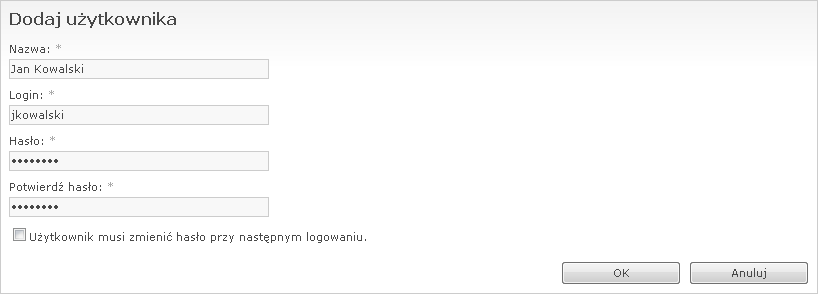 Dodaj użytkownika
Nazwa: *
Jan Kowalski
Login: *
jkowalski
Hasło: *
••••••••
Potwierdź hasło: *
••••••••
Użytkownik musi zmienić hasło przy następnym logowaniu.
OK Anuluj